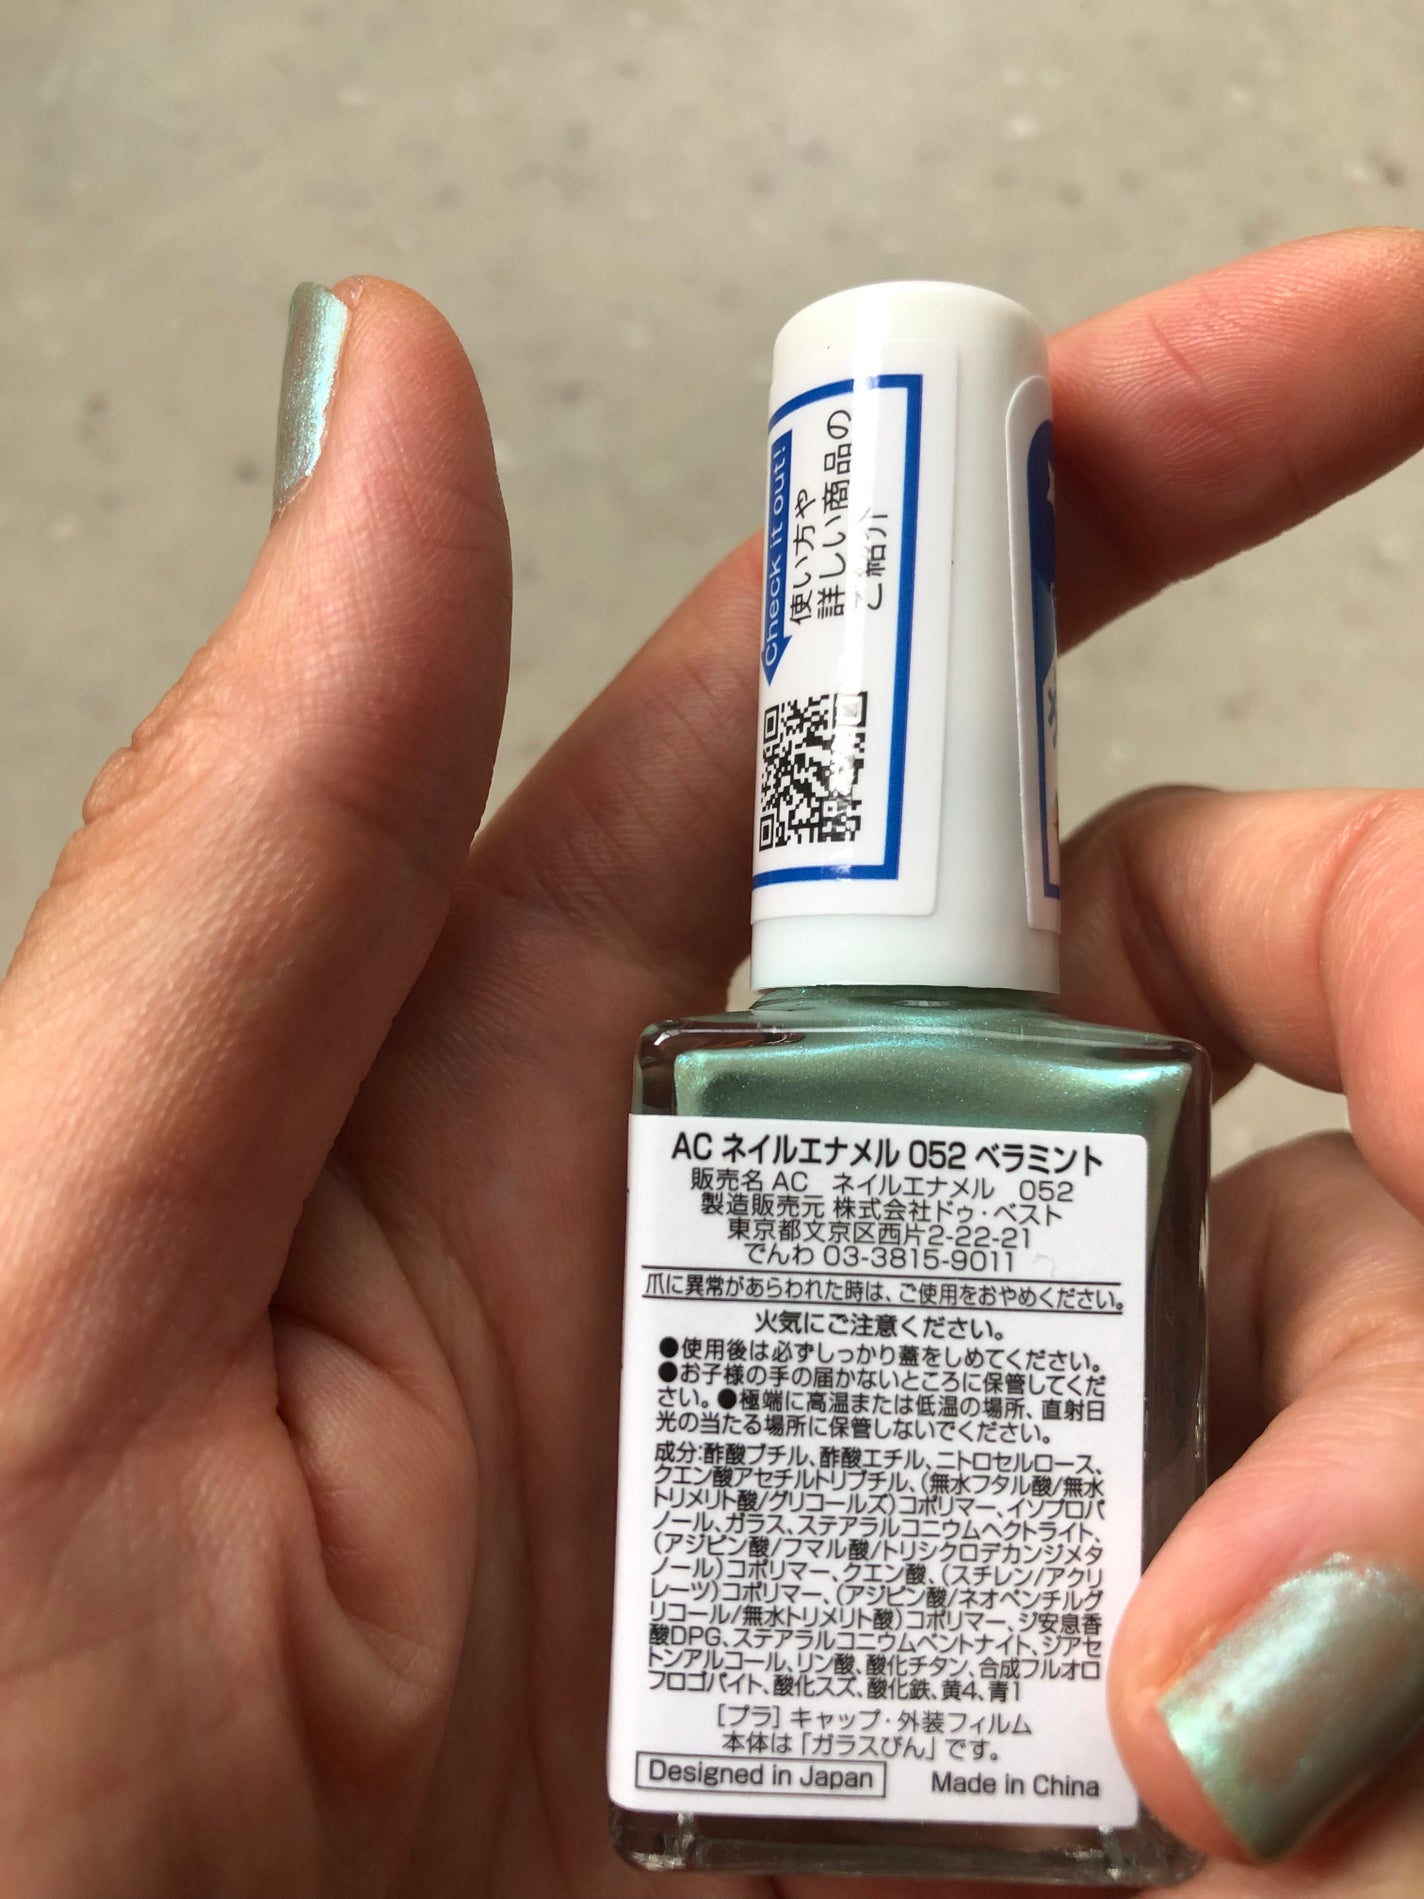 Check it out!
使い方や
詳しい商品の
ご紹介
AC ネイルエナメル 052 ベラミント
販売名 AC ネイルエナメル 052
製造販売元 株式会社ドゥ・ベスト
東京都文京区西片2-22-21
でんわ 03-3815-9011
爪に異常があらわれた時は、ご使用をおやめください。
火気にご注意ください。
●使用後は必ずしっかり蓋をしめてください。
●お子様の手の届かないところに保管してくだ
さい。●極端に高温または低温の場所、直射日
光の当たる場所に保管しないでください。
成分:酢酸ブチル、酢酸エチル、ニトロセルロース、
クエン酸アセチルトリブチル、(無水フタル酸/無水
トリメリト酸/グリコールズ)コポリマー、イソプロパ
ノール、ガラス、ステアラルコニウムヘクトライト、
(アジピン酸/フマル酸/トリシクロデカンジメタ
ノール)コポリマー、クエン酸、(スチレン/アクリ
レーツ)コポリマー、(アジピン酸/ネオペンチルグ
リコール/無水トリメリト酸)コポリマー、ジ安息香
酸DPG、ステアラルコニウムベントナイト、ジアセ
トンアルコール、リン酸、酸化チタン、合成フルオロ
フロゴパイト、酸化スズ、酸化鉄、黄4、青1
[プラ] キャップ・外装フィルム
本体は「ガラスびん」です。
Designed in Japan Made in China